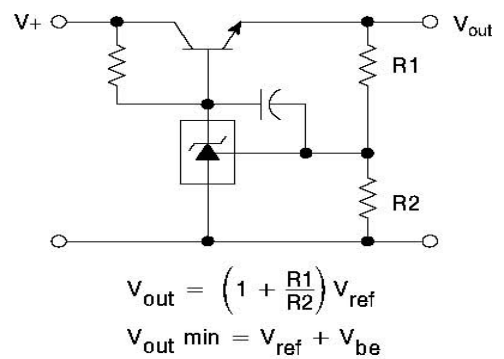 V+
Vout
R1
R2
Vout = (1 + R1/R2) Vref
Vout min = Vref + Vbe